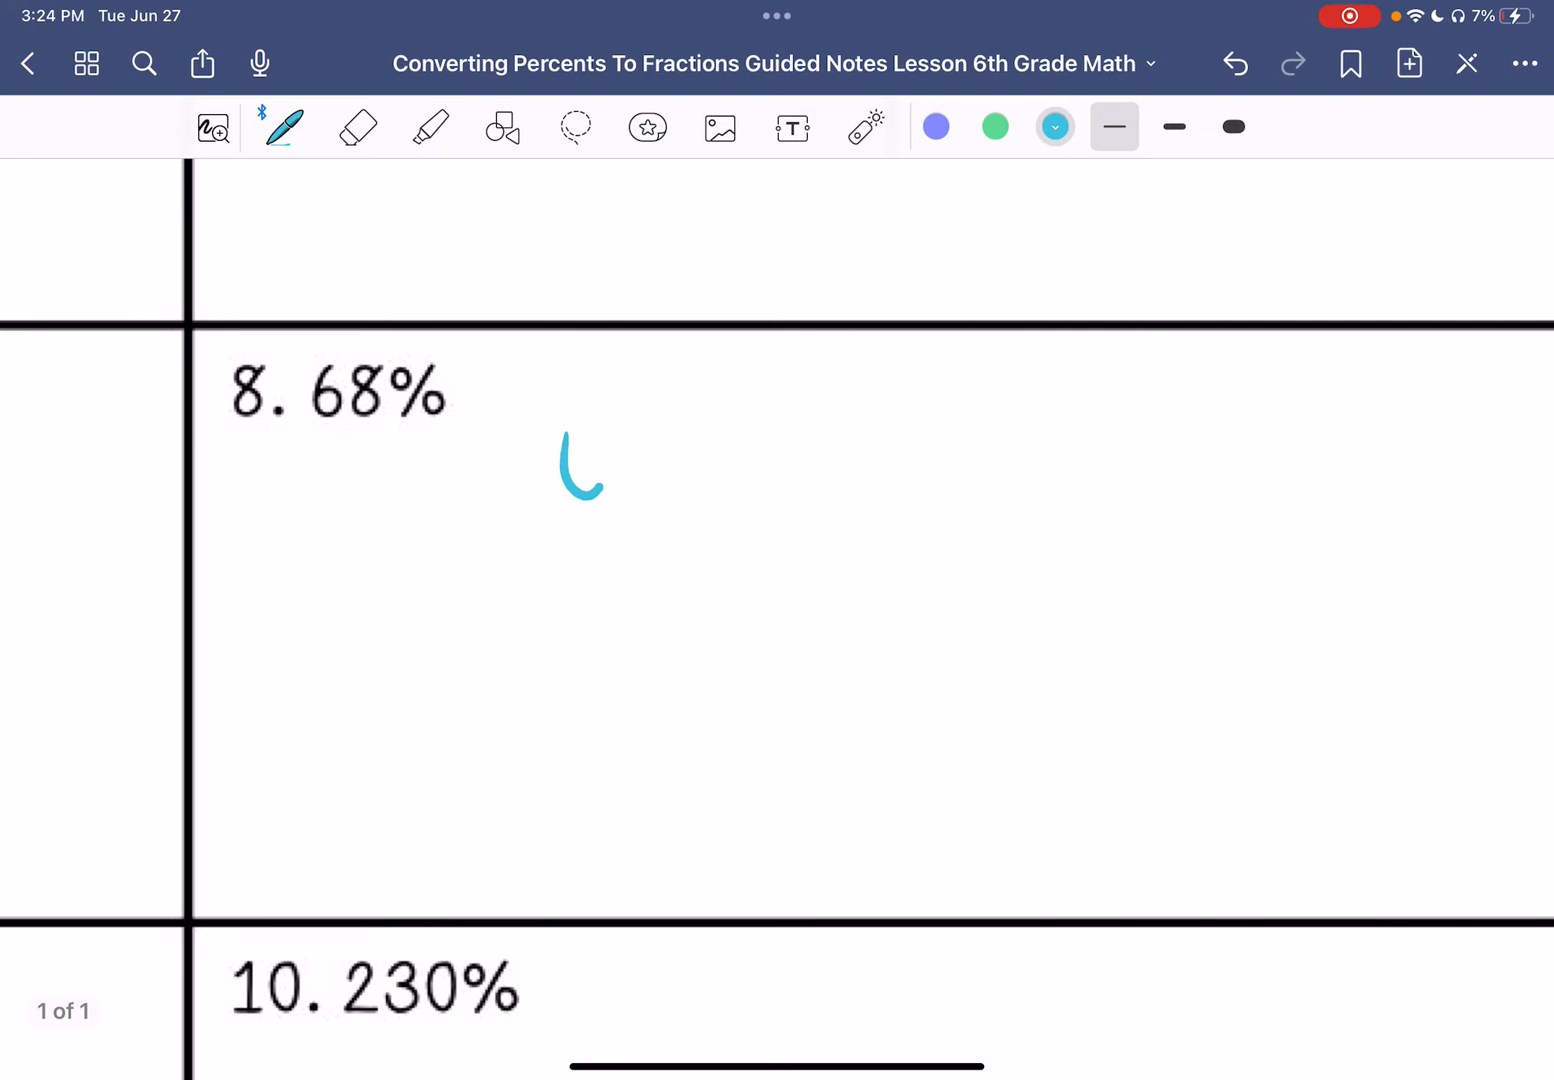 3:24 PM Tue Jun 27
7%
Converting Percents To Fractions Guided Notes Lesson 6th Grade Math
T
8. 68%
10. 230%
1 of 1